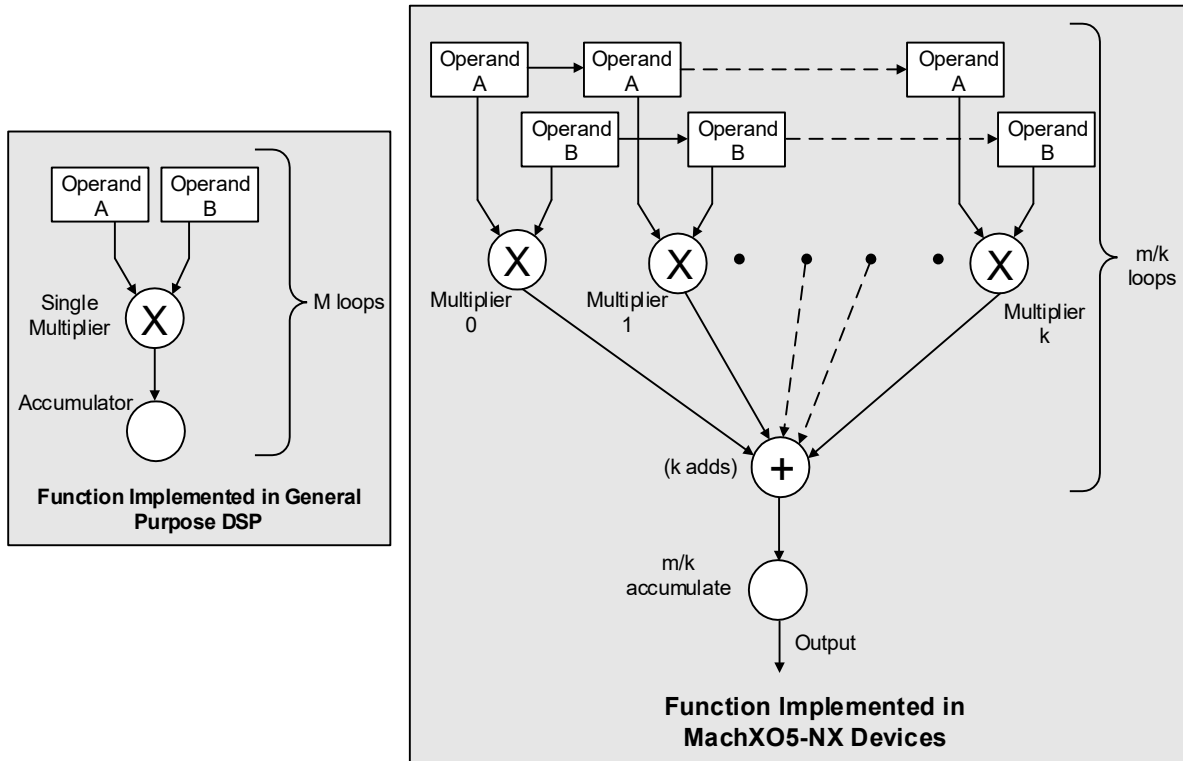 Operand
A
Operand
B
Single
Multiplier
X
Accumulator
M loops
Function Implemented in General
Purpose DSP
Operand
A
Operand
A
Operand
A
Operand
B
Operand
B
Operand
B
X
X
X
Multiplier
0
Multiplier
1
Multiplier
k
m/k
loops
(k adds)
+
m/k
accumulate
Output
Function Implemented in
MachXO5-NX Devices